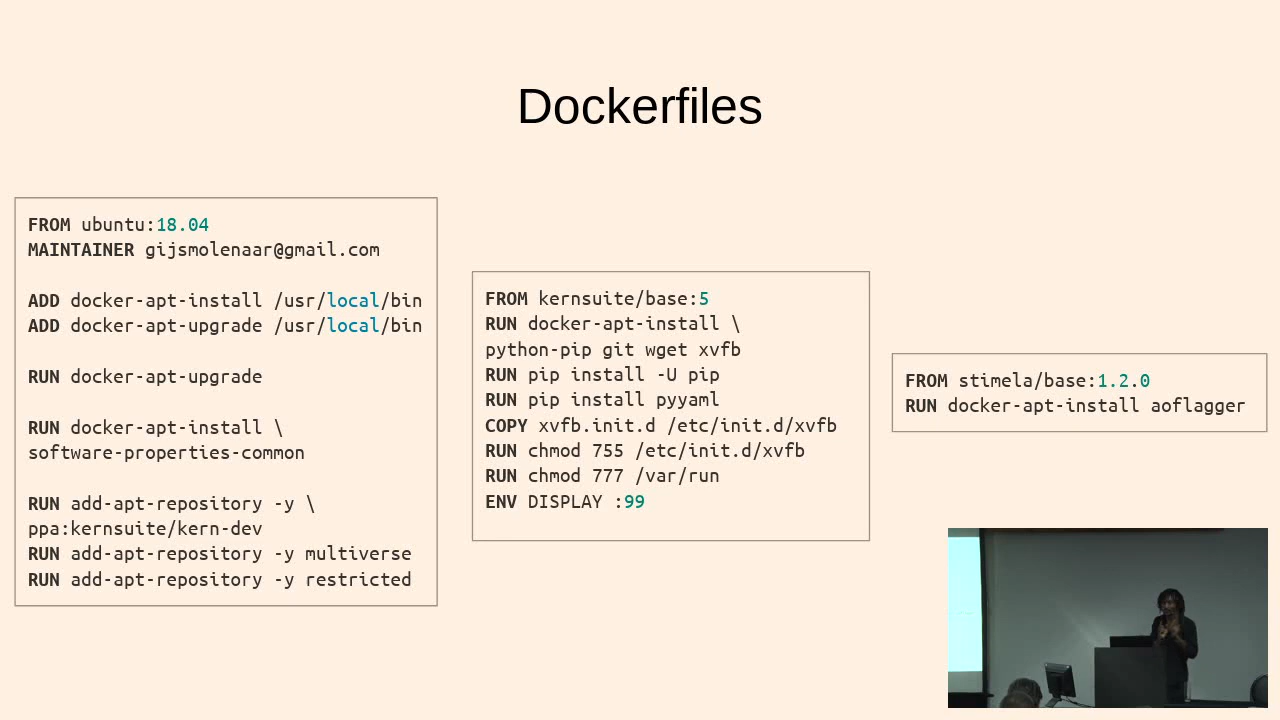 Dockerfiles
FROM ubuntu:18.04
MAINTAINER gijsmolenaar@gmail.com
ADD docker-apt-install /usr/local/bin
ADD docker-apt-upgrade /usr/local/bin
RUN docker-apt-upgrade
RUN docker-apt-install \
software-properties-common
RUN add-apt-repository -y \
ppa:kernsuite/kern-dev
RUN add-apt-repository -y multiverse
RUN add-apt-repository -y restricted
FROM kernsuite/base:5
RUN docker-apt-install \
python-pip git wget xvfb
RUN pip install -U pip
RUN pip install pyyaml
COPY xvfb.init.d /etc/init.d/xvfb
RUN chmod 755 /etc/init.d/xvfb
RUN chmod 777 /var/run
ENV DISPLAY :99
FROM stimela/base:1.2.0
RUN docker-apt-install aoflagger